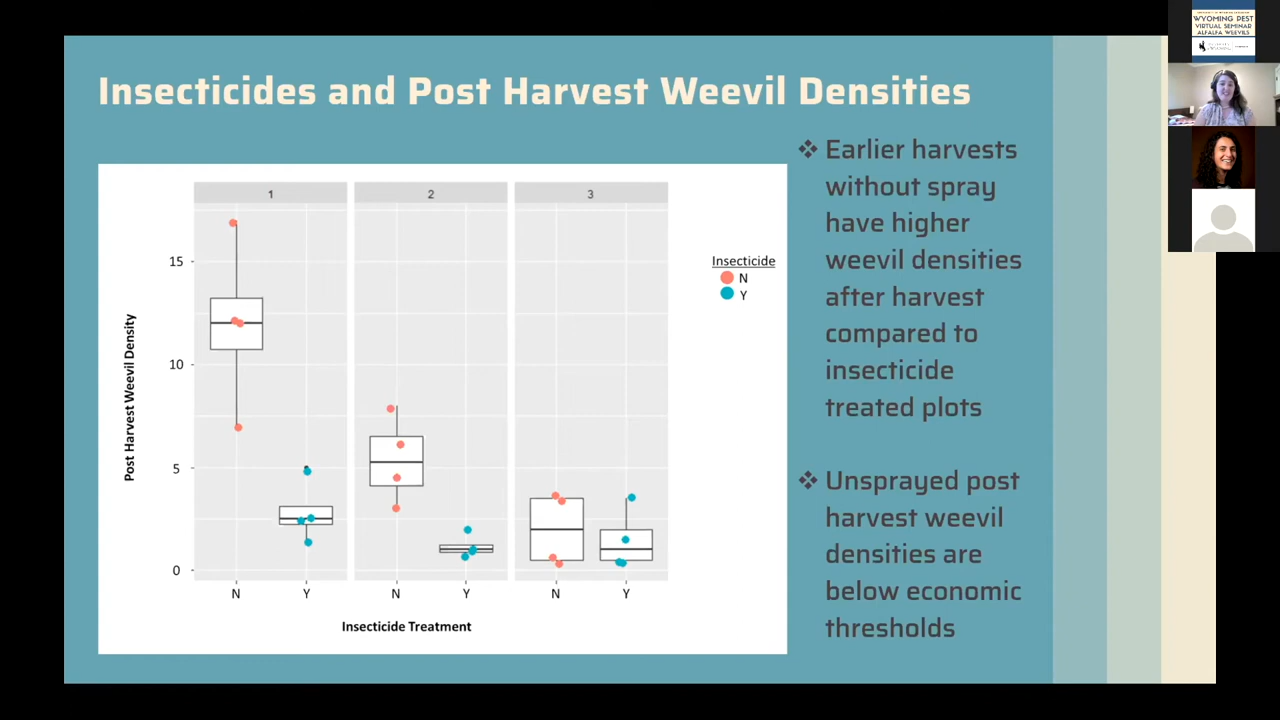 Insecticides and Post Harvest Weevil Densities
1
2
3
15
10
5
0
Post Harvest Weevil Density
N
Y
N
Y
N
Y
Insecticide Treatment
Insecticide
N
Y
❖ Earlier harvests
without spray
have higher
weevil densities
after harvest
compared to
insecticide
treated plots
❖ Unsprayed post
harvest weevil
densities are
below economic
thresholds
WYOMING PEST
VIRTUAL SEMINAR
ALFALFA WEEVILS